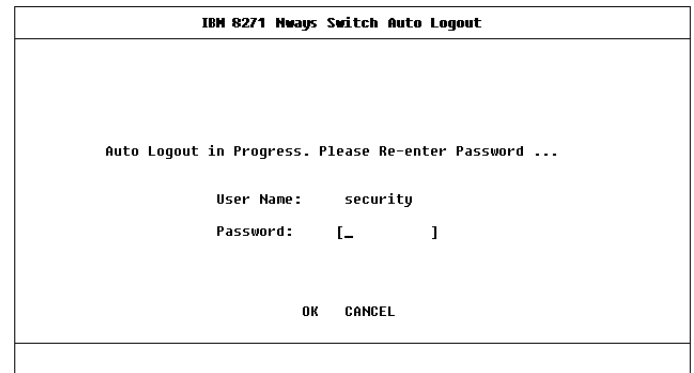 IBM 8271 Nways Switch Auto Logout
Auto Logout in Progress. Please Re-enter Password ...
User Name: security
Password: [_ ]
OK CANCEL